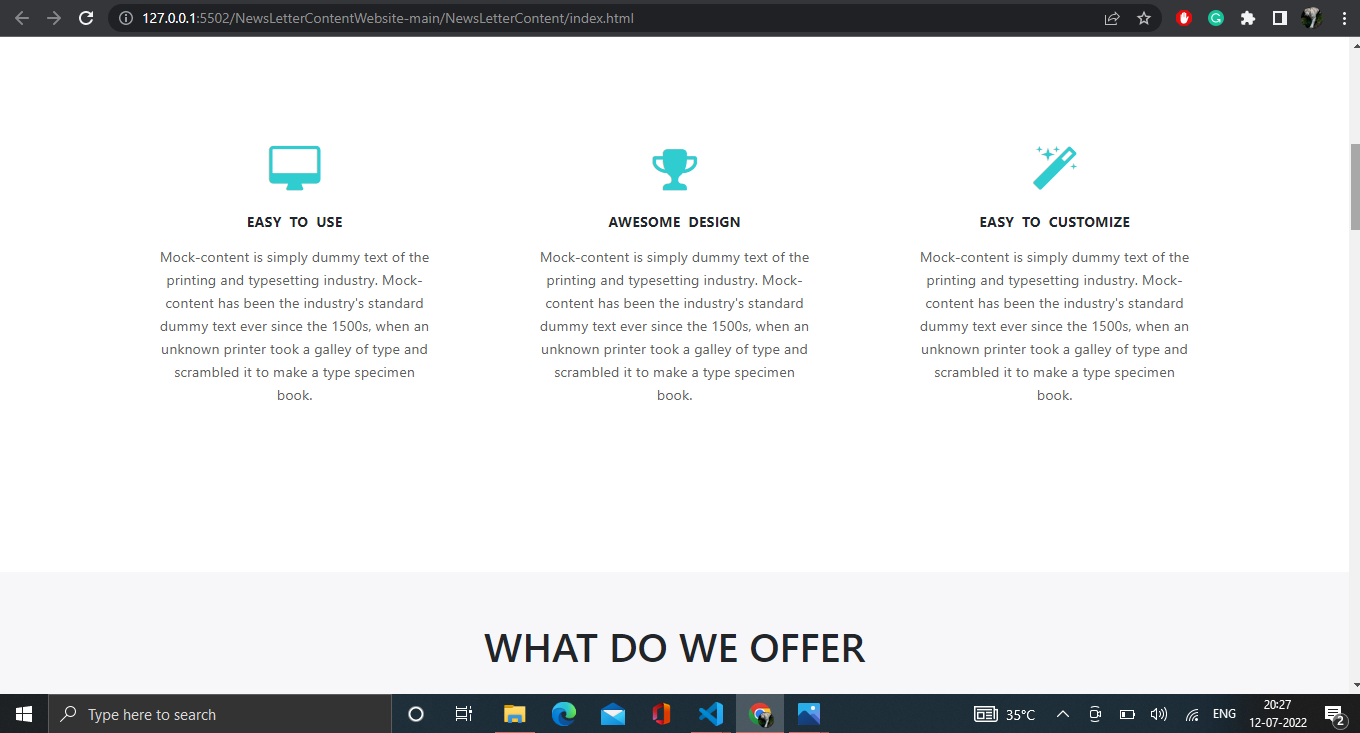 127.0.0.1:5502/NewsLetterContentWebsite-main/NewsLetterContent/index.html
EASY TO USE
Mock-content is simply dummy text of the
printing and typesetting industry. Mock-
content has been the industry's standard
dummy text ever since the 1500s, when an
unknown printer took a galley of type and
scrambled it to make a type specimen
book.
AWESOME DESIGN
Mock-content is simply dummy text of the
printing and typesetting industry. Mock-
content has been the industry's standard
dummy text ever since the 1500s, when an
unknown printer took a galley of type and
scrambled it to make a type specimen
book.
EASY TO CUSTOMIZE
Mock-content is simply dummy text of the
printing and typesetting industry. Mock-
content has been the industry's standard
dummy text ever since the 1500s, when an
unknown printer took a galley of type and
scrambled it to make a type specimen
book.
WHAT DO WE OFFER
Type here to search
35°C
ENG
20:27
12-07-2022
2